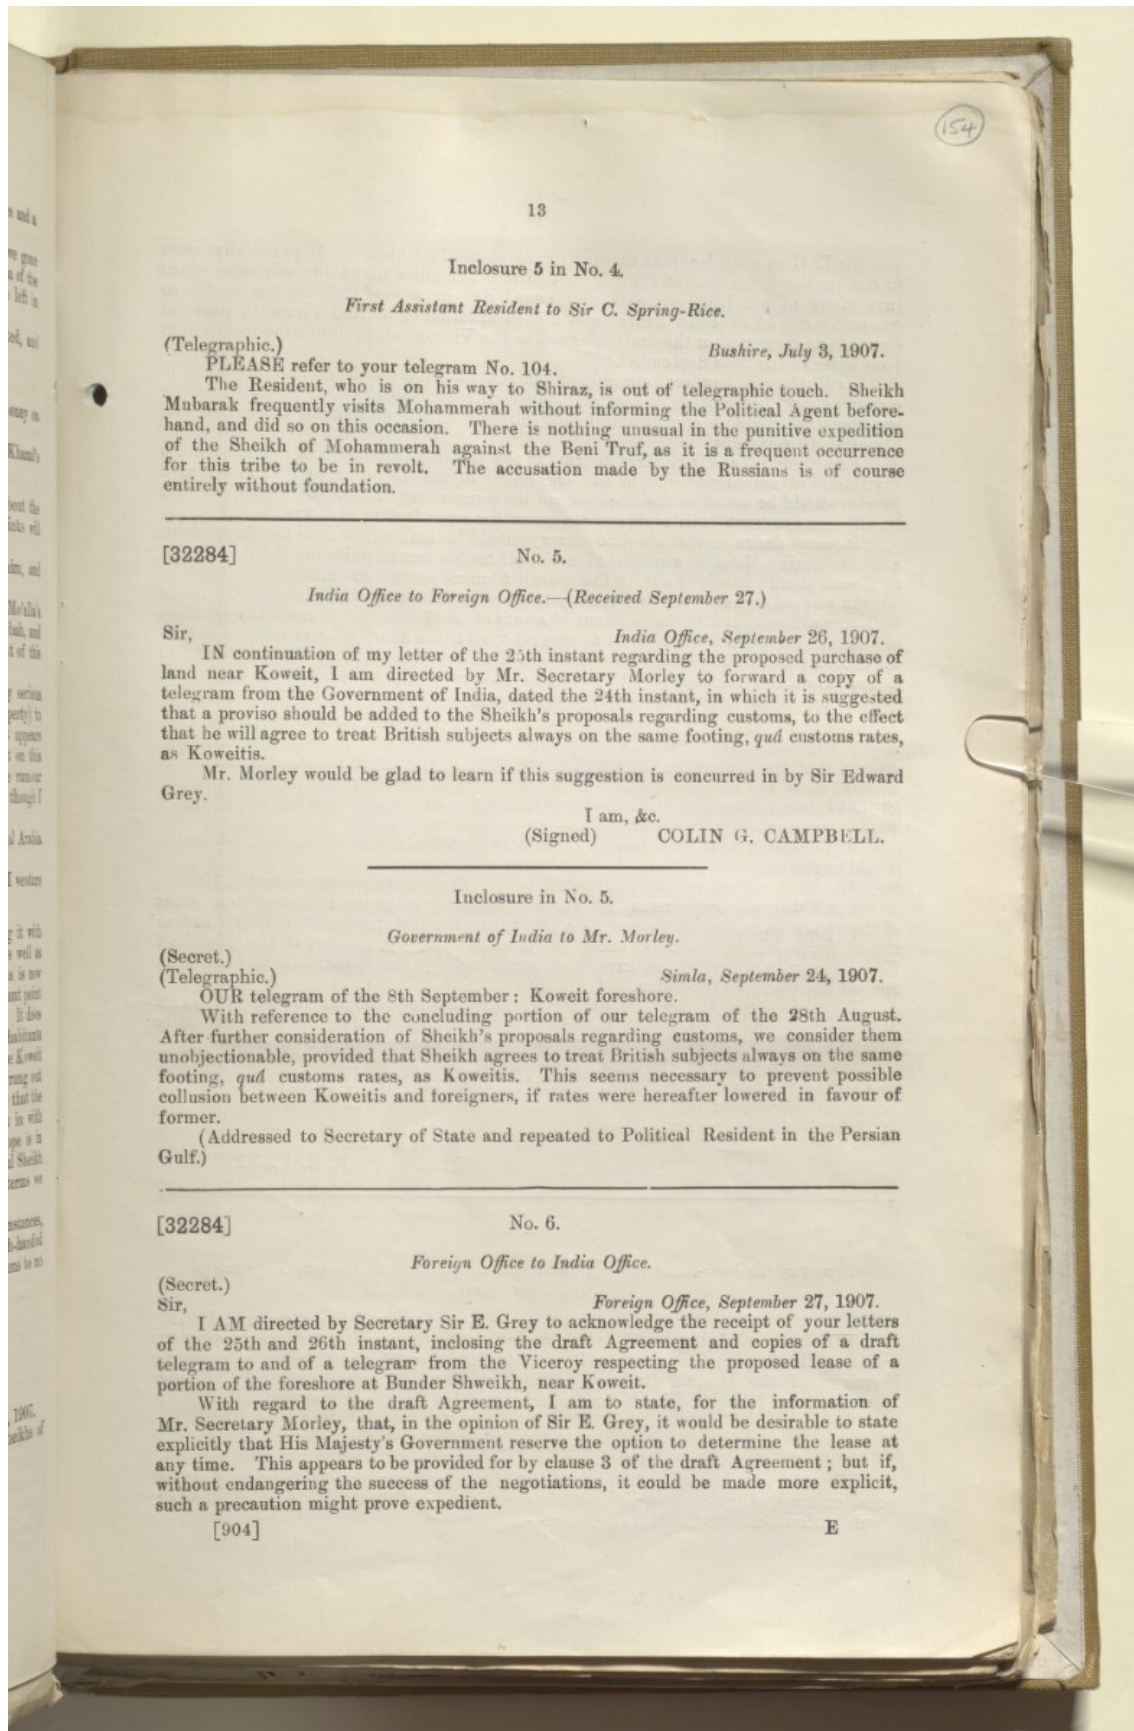 154
13
Inclosure 5 in No. 4.
First Assistant Resident to Sir C. Spring-Rice.
(Telegraphic.)
Bushire, July 3, 1907.
PLEASE refer to your telegram No. 104.
The Resident, who is on his way to Shiraz, is out of telegraphic touch. Sheikh
Mubarak frequently visits Mohammerah without informing the Political Agent before-
hand, and did so on this occasion. There is nothing unusual in the punitive expedition
of the Sheikh of Mohammerah against the Beni Truf, as it is a frequent occurrence
for this tribe to be in revolt. The accusation made by the Russians is of course
entirely without foundation.
[32284]
No. 5.
India Office to Foreign Office.—(Received September 27.)
Sir,
India Office, September 26, 1907.
IN continuation of my letter of the 25th instant regarding the proposed purchase of
land near Koweit, I am directed by Mr. Secretary Morley to forward a copy of a
telegram from the Government of India, dated the 24th instant, in which it is suggested
that a proviso should be added to the Sheikh's proposals regarding customs, to the effect
that he will agree to treat British subjects always on the same footing, quá customs rates,
as Koweitis.
Mr. Morley would be glad to learn if this suggestion is concurred in by Sir Edward
Grey.
I am, &c.
(Signed) COLIN G. CAMPBELL.
Inclosure in No. 5.
Government of India to Mr. Morley.
(Secret.)
(Telegraphic.)
Simla, September 24, 1907.
OUR telegram of the 8th September: Koweit foreshore.
With reference to the concluding portion of our telegram of the 28th August.
After further consideration of Sheikh's proposals regarding customs, we consider them
unobjectionable, provided that Sheikh agrees to treat British subjects always on the same
footing, quá customs rates, as Koweitis. This seems necessary to prevent possible
collusion between Koweitis and foreigners, if rates were hereafter lowered in favour of
former.
(Addressed to Secretary of State and repeated to Political Resident in the Persian
Gulf.)
[32284]
No. 6.
Foreign Office to India Office.
(Secret.)
Sir,
Foreign Office, September 27, 1907.
I AM directed by Secretary Sir E. Grey to acknowledge the receipt of your letters
of the 25th and 26th instant, inclosing the draft Agreement and copies of a draft
telegram to and of a telegram from the Viceroy respecting the proposed lease of a
portion of the foreshore at Bunder Shweikh, near Koweit.
With regard to the draft Agreement, I am to state, for the information of
Mr. Secretary Morley, that, in the opinion of Sir E. Grey, it would be desirable to state
explicitly that His Majesty's Government reserve the option to determine the lease at
any time. This appears to be provided for by clause 3 of the draft Agreement; but if,
without endangering the success of the negotiations, it could be made more explicit,
such a precaution might prove expedient.
[904]
E